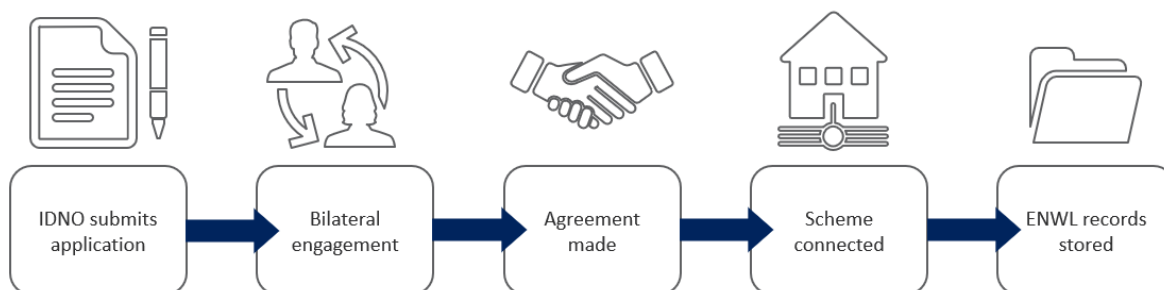 IDNO submits
application
Bilateral
engagement
Agreement
made
Scheme
connected
ENWL records
stored